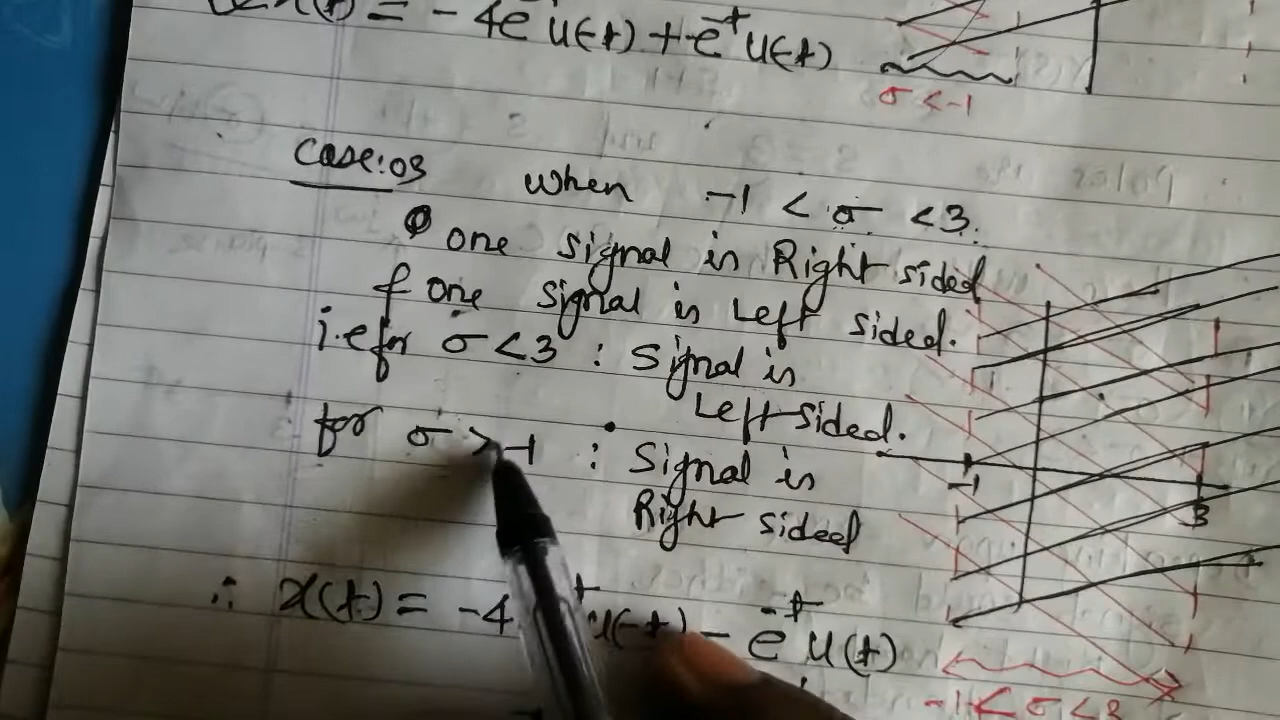 = -4e u(-t) + e^-t u(-t)
σ < -1
Case:03 when -1 < σ < 3.
one signal is Right sided
f one signal is Left sided.
i.e for σ < 3 : Signal is
Left sided.
for σ > -1 : Signal is
Right sided
-1
3
∴ x(t) = -4 u(-t) - e^-t u(t)
-1 < σ < 3